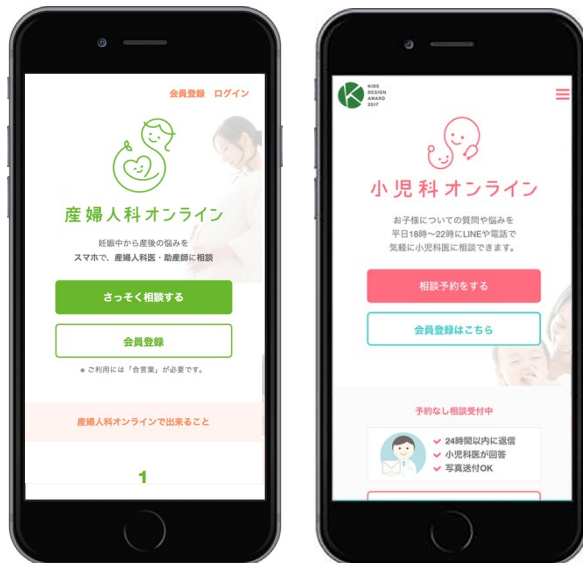 会員登録 ログイン
産婦人科オンライン
妊娠中から産後の悩みを
スマホで、産婦人科医・助産師に相談
さっそく相談する
会員登録
※ ご利用には「合言葉」が必要です。
産婦人科オンラインで出来ること
1
KIDS
DESIGN
AWARD
2017
小児科オンライン
お子様についての質問や悩みを
平日18時〜22時にLINEや電話で
気軽に小児科医に相談できます。
相談予約をする
会員登録はこちら
予約なし相談受付中
24時間以内に返信
小児科医が回答
写真送付OK